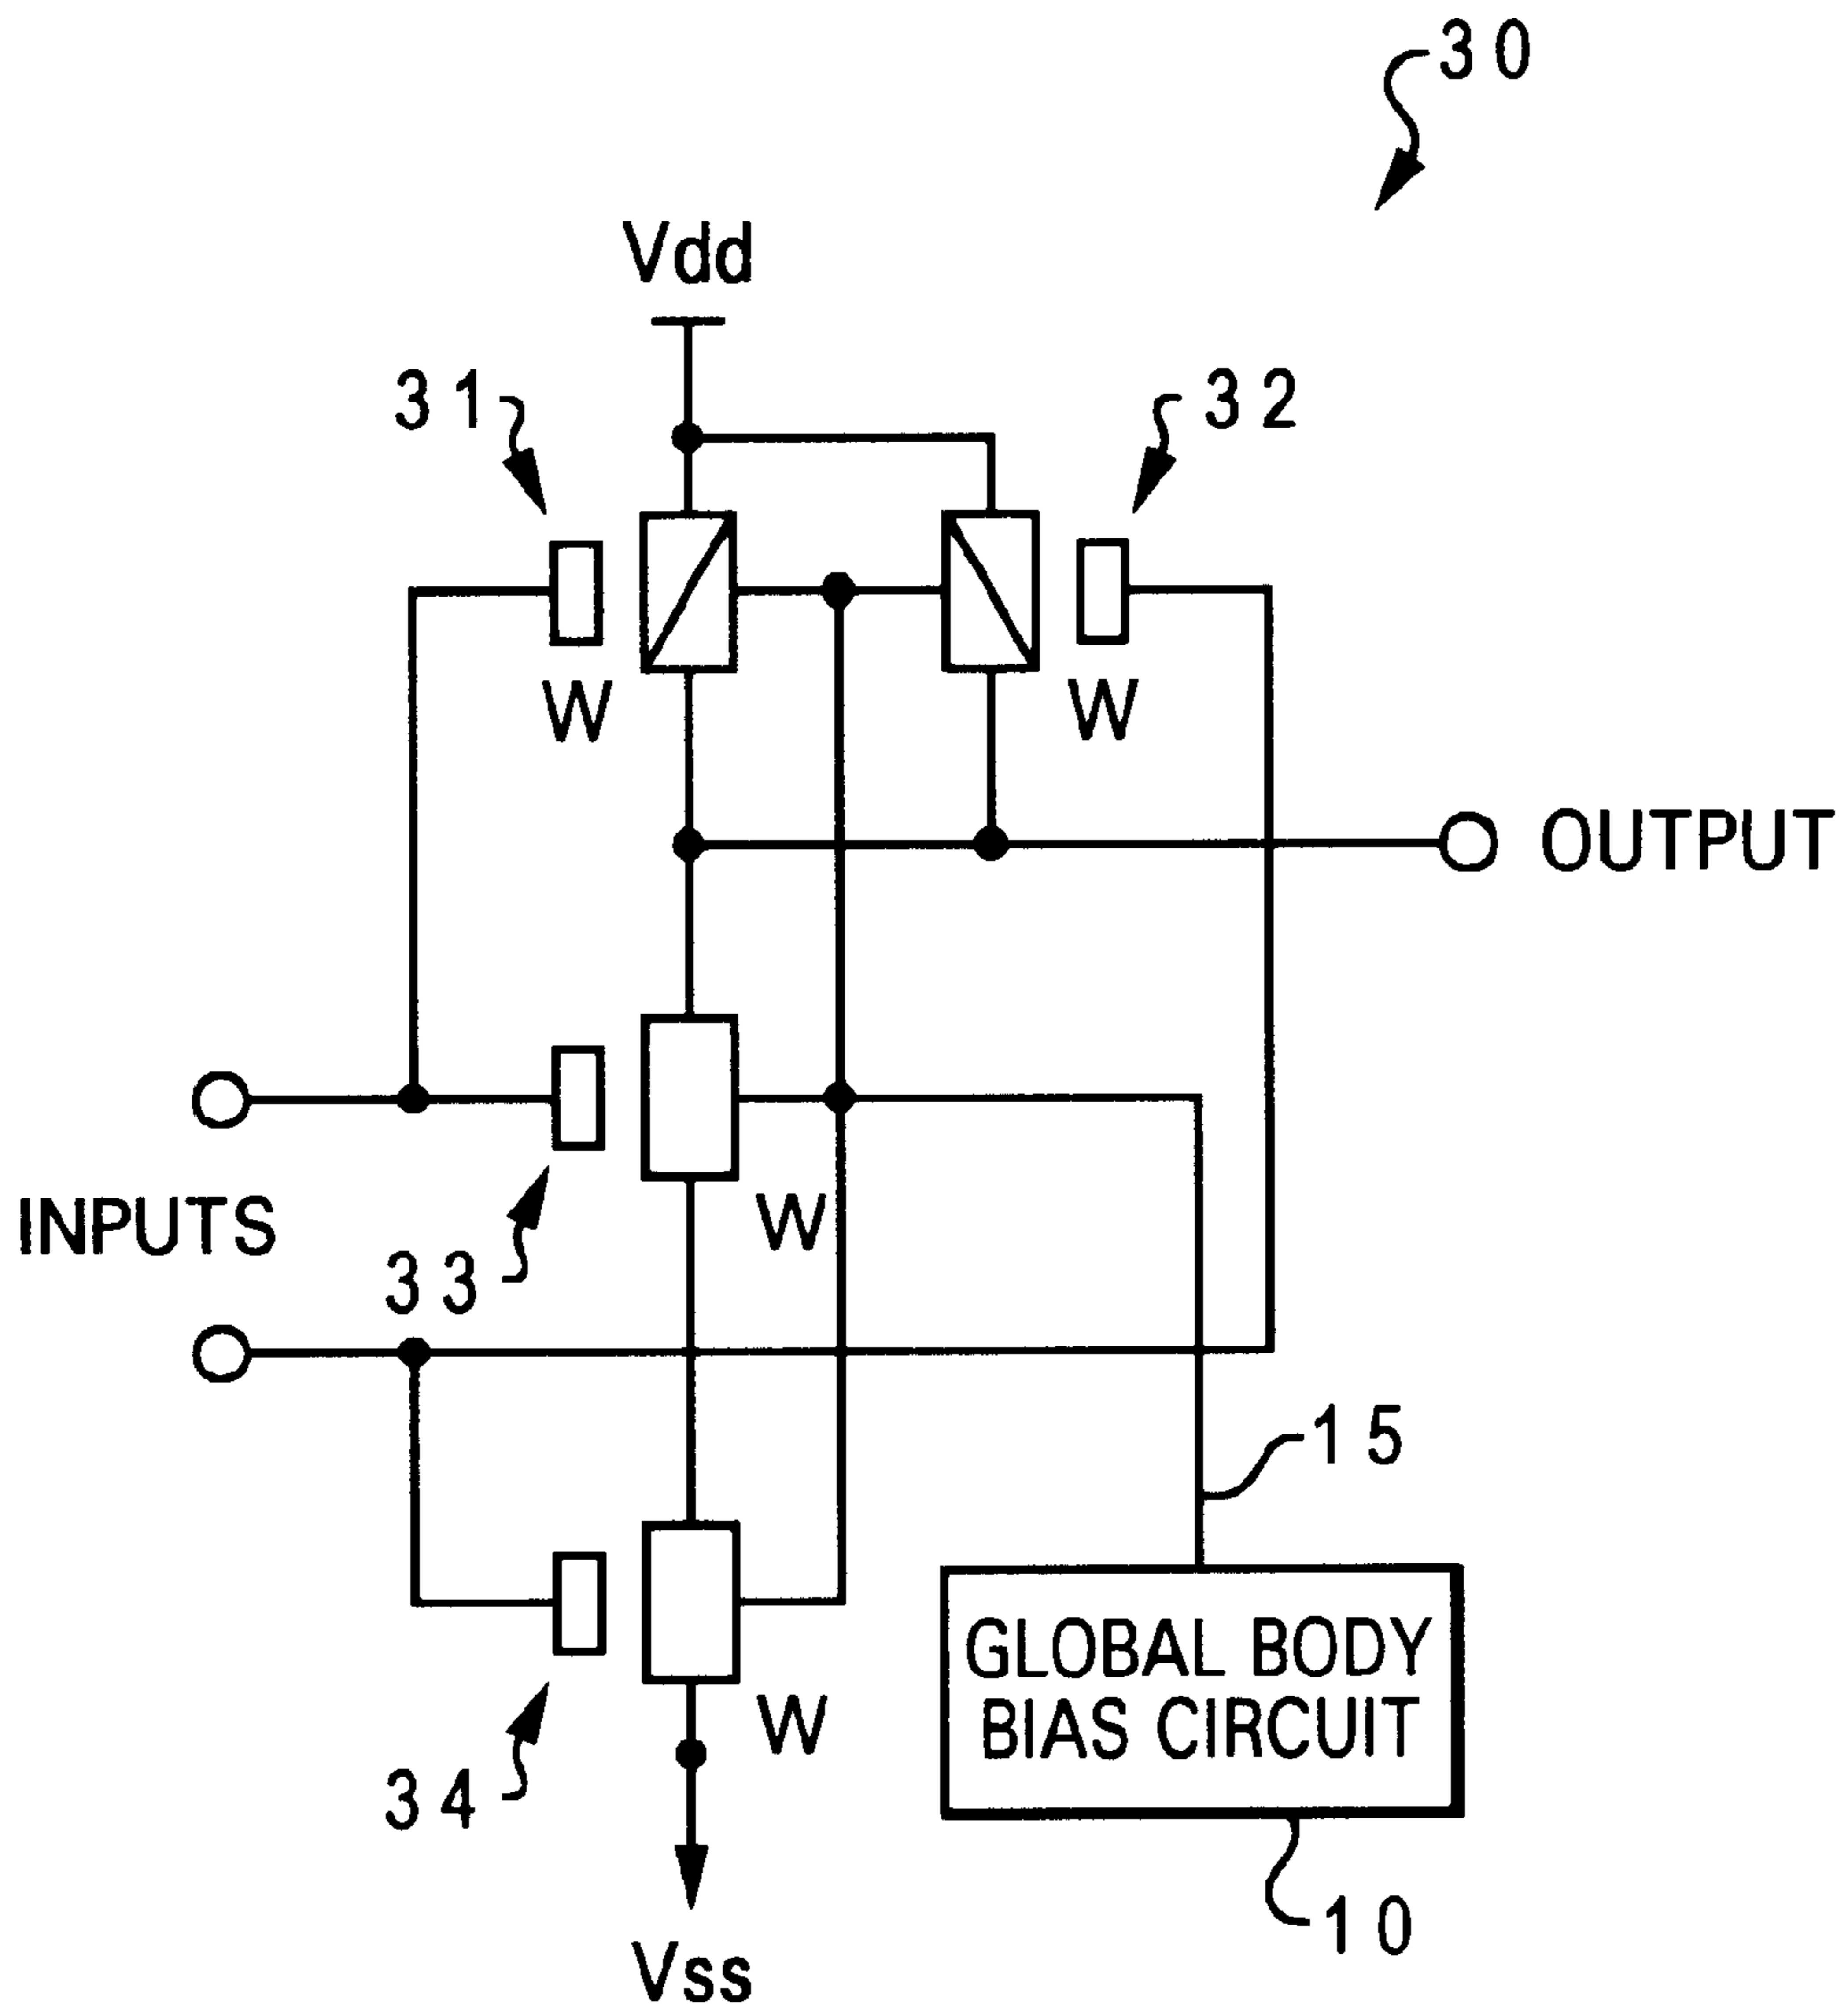 30
Vdd
31
32
W
W
OUTPUT
INPUTS
W
33
15
GLOBAL BODY
BIAS CIRCUIT
W
34
10
Vss